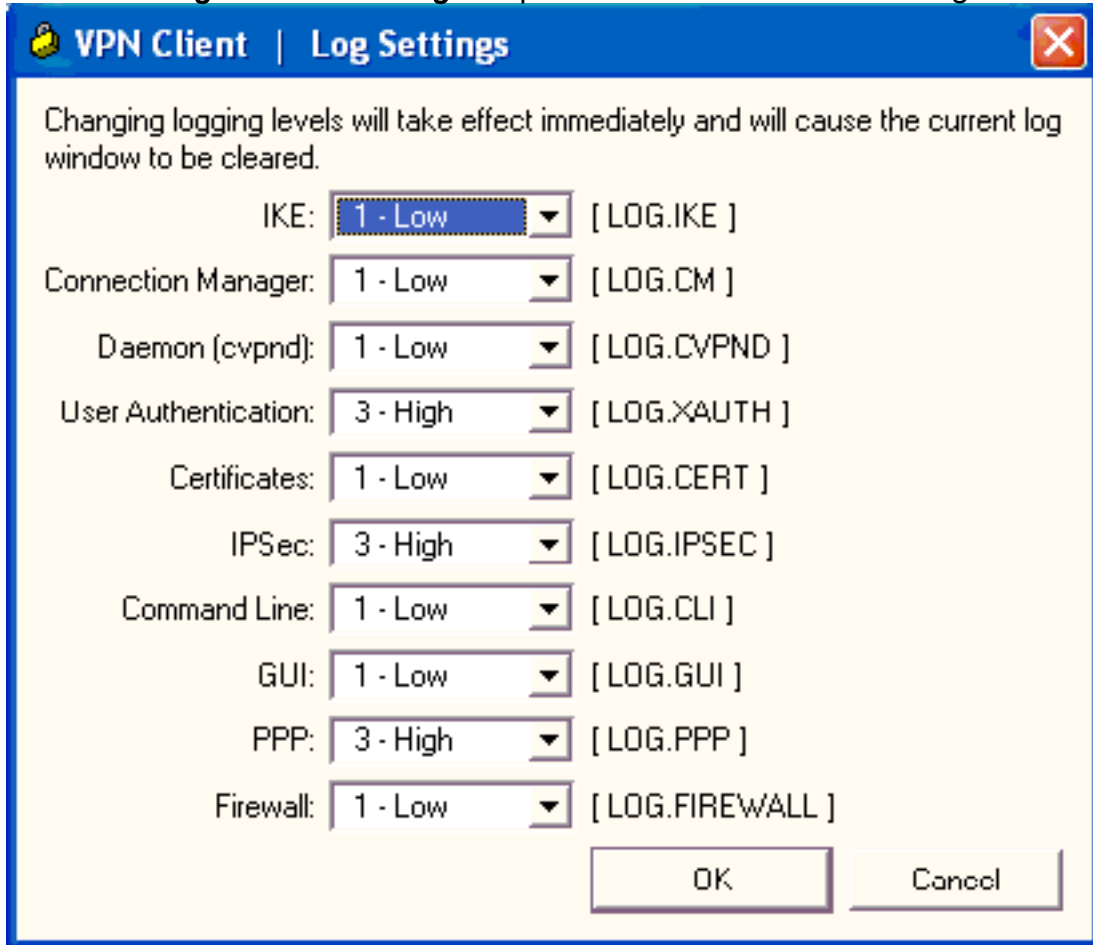 VPN Client | Log Settings
Changing logging levels will take effect immediately and will cause the current log
window to be cleared.
IKE: 1 - Low [ LOG.IKE ]
Connection Manager: 1 - Low [ LOG.CM ]
Daemon (cvpnd): 1 - Low [ LOG.CVPND ]
User Authentication: 3 - High [ LOG.XAUTH ]
Certificates: 1 - Low [ LOG.CERT ]
IPSec: 3 - High [ LOG.IPSEC ]
Command Line: 1 - Low [ LOG.CLI ]
GUI: 1 - Low [ LOG.GUI ]
PPP: 3 - High [ LOG.PPP ]
Firewall: 1 - Low [ LOG.FIREWALL ]
OK Cancel